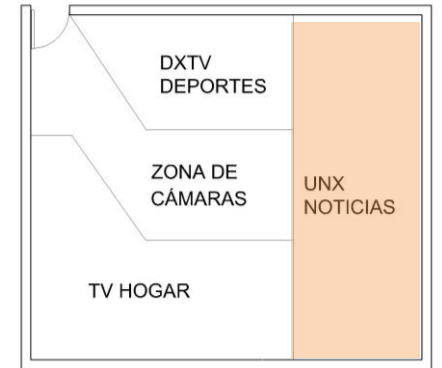 DXTV
DEPORTES
ZONA DE
CÁMARAS
UNX
NOTICIAS
TV HOGAR